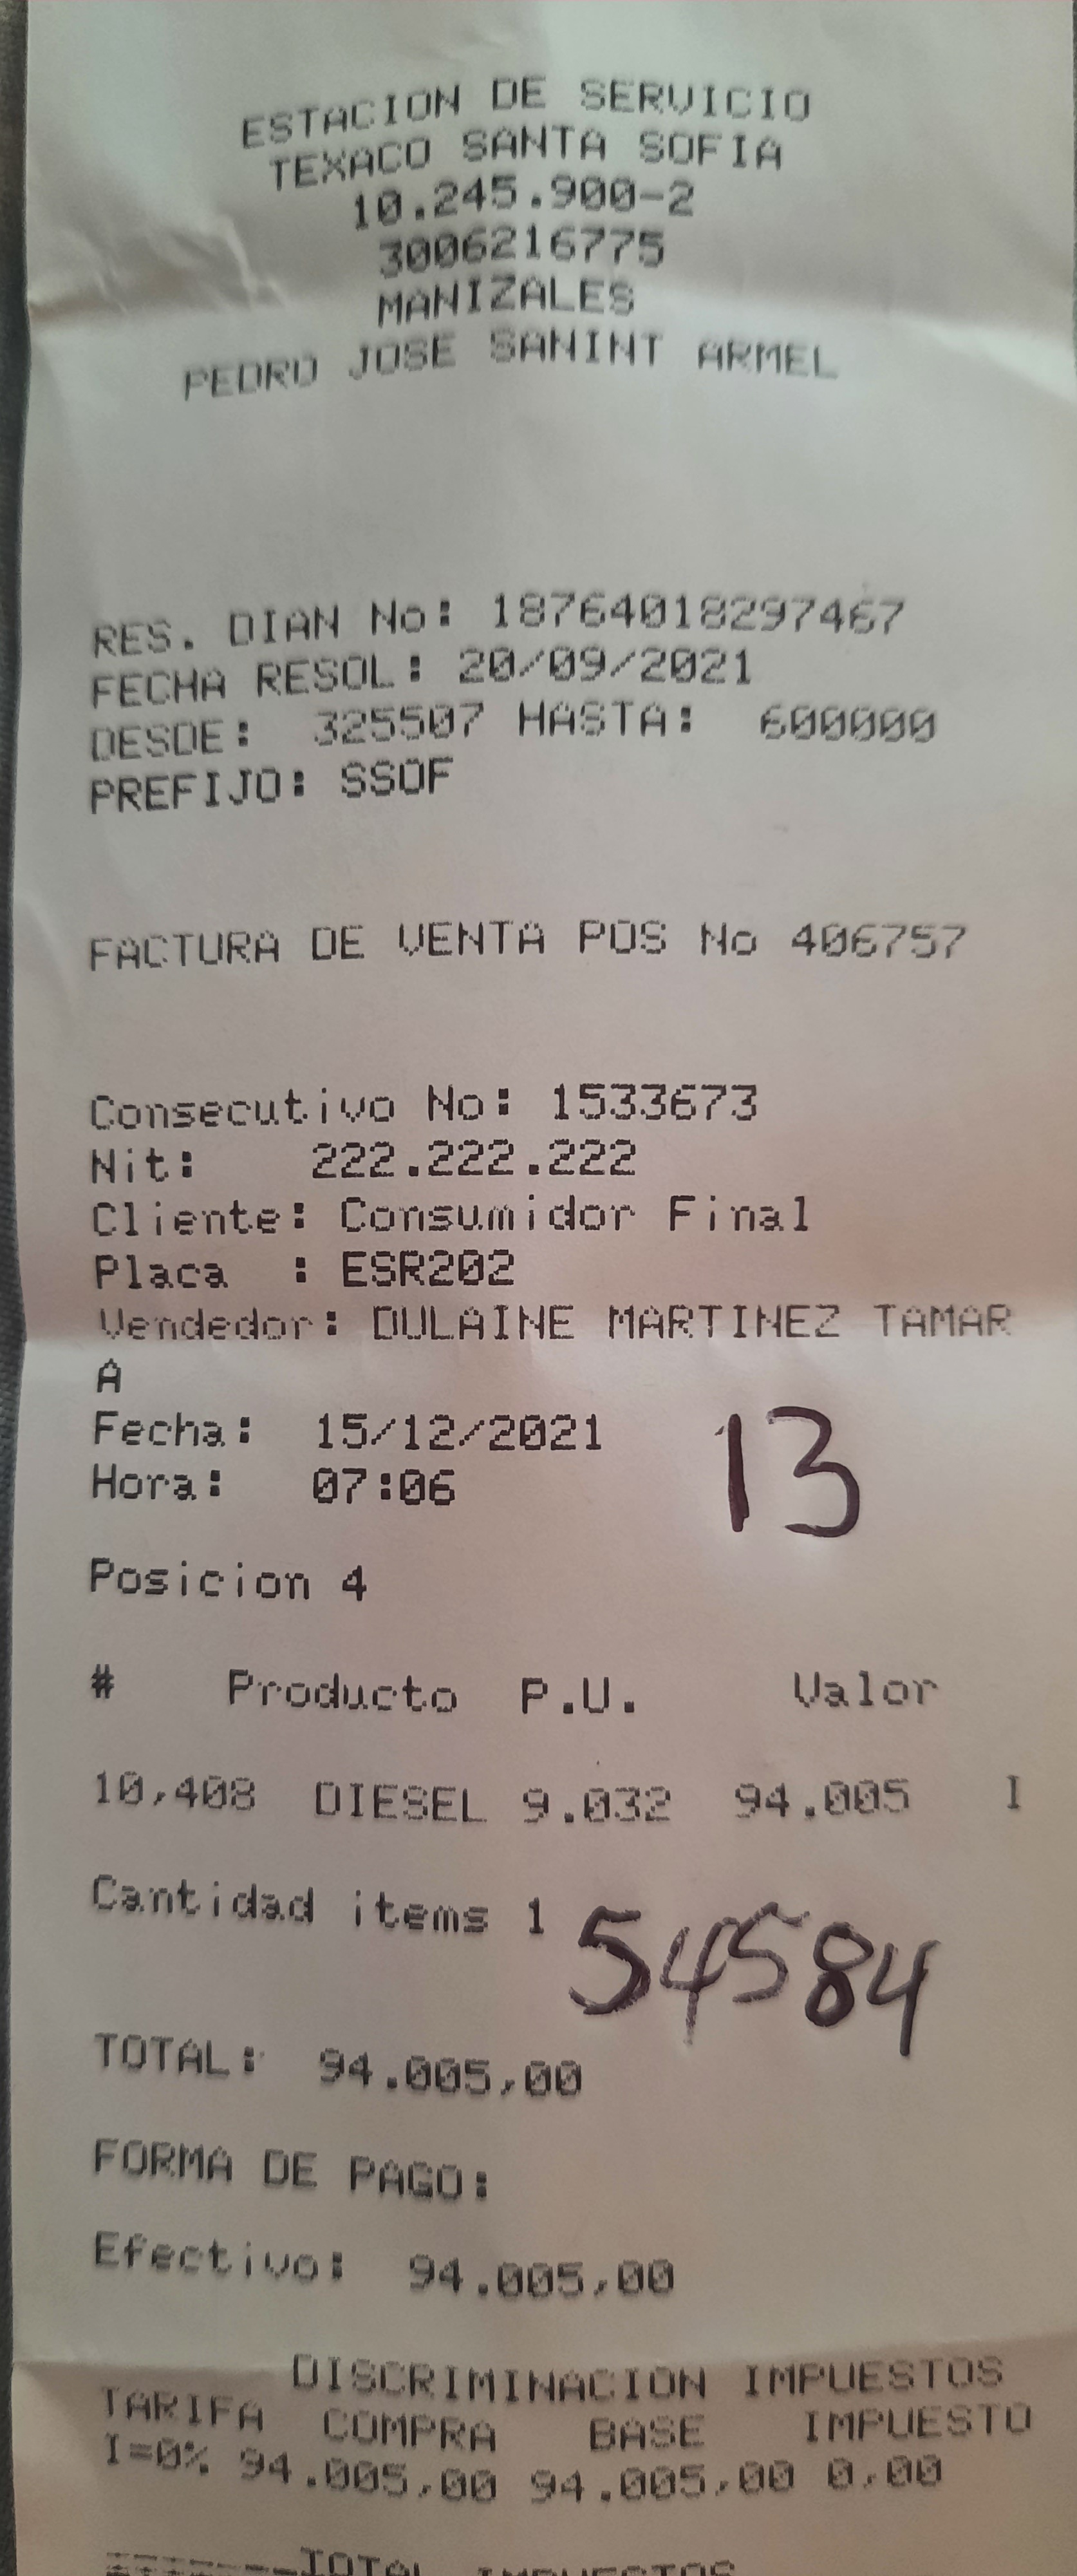 ESTACION DE SERVICIO
TEXACO SANTA SOFIA
10.245.900-2
3006216775
MANIZALES
PEDRO JOSE SANINT ARMEL
RES. DIAN No: 18764018297467
FECHA RESOL: 20/09/2021
DESDE: 325507 HASTA: 600000
PREFIJO: SSOF
FACTURA DE VENTA POS No 406757
Consecutivo No: 1533673
Nit: 222.222.222
Cliente: Consumidor Final
Placa : ESR202
Vendedor: DULAINE MARTINEZ TAMAR
A
Fecha: 15/12/2021
13
Hora: 07:06
Posicion 4
# Producto P.U. Valor
10,408 DIESEL 9.032 94.005 I
Cantidad items 1
54584
TOTAL: 94.005,00
FORMA DE PAGO:
Efectivo: 94.005,00
DISCRIMINACION IMPUESTOS
TARIFA COMPRA BASE IMPUESTO
I=0% 94.005,00 94.005,00 0,00
TOTAL IMPUESTOS